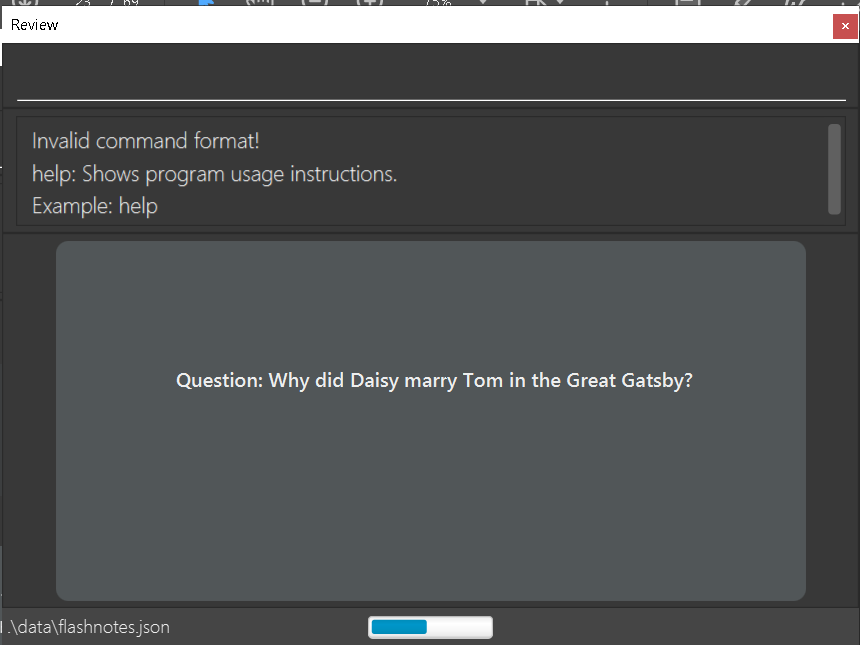 Review
Invalid command format!
help: Shows program usage instructions.
Example: help
Question: Why did Daisy marry Tom in the Great Gatsby?
.\data\flashnotes.json